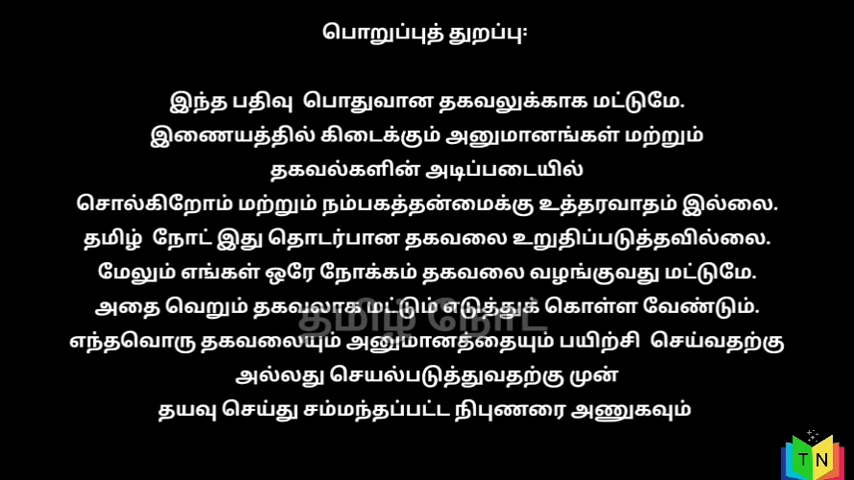 பொறுப்புத் துறப்பு:
இந்த பதிவு பொதுவான தகவலுக்காக மட்டுமே.
இணையத்தில் கிடைக்கும் அனுமானங்கள் மற்றும்
தகவல்களின் அடிப்படையில்
சொல்கிறோம் மற்றும் நம்பகத்தன்மைக்கு உத்தரவாதம் இல்லை.
தமிழ் நோட் இது தொடர்பான தகவலை உறுதிப்படுத்தவில்லை.
மேலும் எங்கள் ஒரே நோக்கம் தகவலை வழங்குவது மட்டுமே.
அதை வெறும் தகவலாக மட்டும் எடுத்துக் கொள்ள வேண்டும்.
தமிழ் நோட்
எந்தவொரு தகவலையும் அனுமானத்தையும் பயிற்சி செய்வதற்கு
அல்லது செயல்படுத்துவதற்கு முன்
தயவு செய்து சம்மந்தப்பட்ட நிபுணரை அணுகவும்
TN